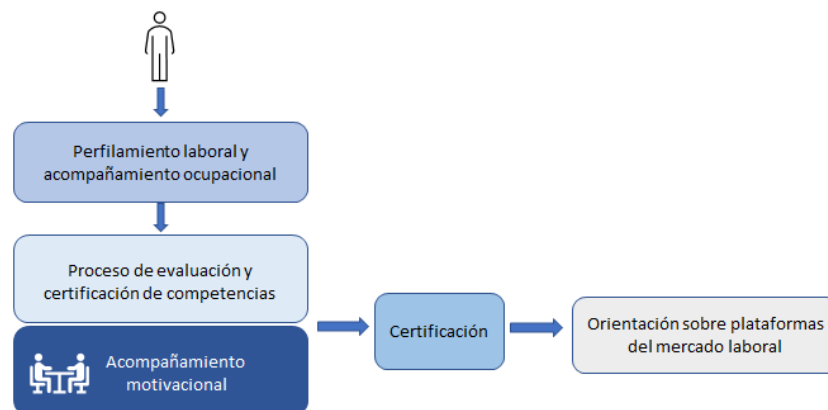 Perfilamiento laboral y
acompañamiento ocupacional
Proceso de evaluación y
certificación de competencias
Acompañamiento
motivacional
Certificación
Orientación sobre plataformas
del mercado laboral